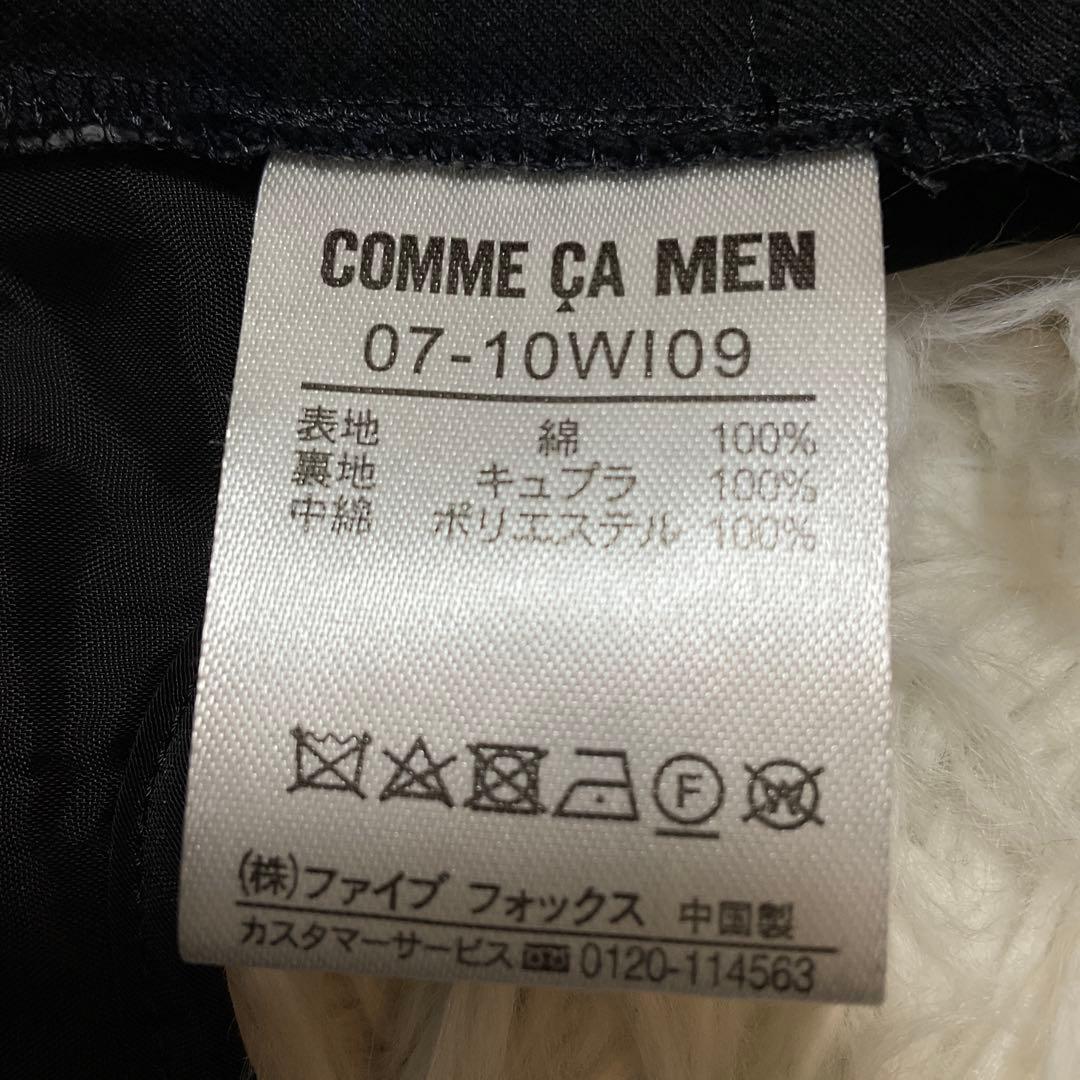 COMME ÇA MEN
07-10WI09
表地 綿 100%
裏地 キュプラ 100%
中綿 ポリエステル 100%
F W
(株)ファイブ フォックス 中国製
カスタマーサービス 0120-114563